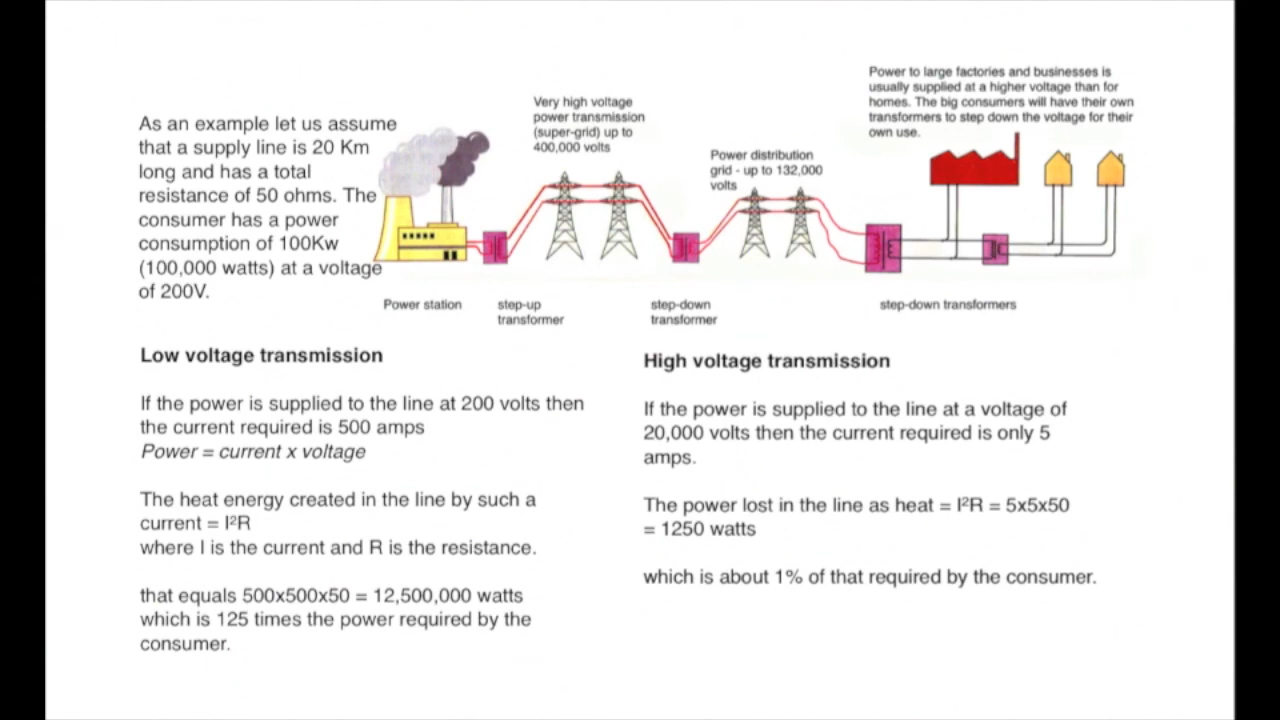 As an example let us assume
that a supply line is 20 Km
long and has a total
resistance of 50 ohms. The
consumer has a power
consumption of 100Kw
(100,000 watts) at a voltage
of 200V.
Very high voltage
power transmission
(super-grid) up to
400,000 volts
Power distribution
grid - up to 132,000
volts
Power to large factories and businesses is
usually supplied at a higher voltage than for
homes. The big consumers will have their own
transformers to step down the voltage for their
own use.
Power station
step-up
transformer
step-down
transformer
step-down transformers
Low voltage transmission
If the power is supplied to the line at 200 volts then
the current required is 500 amps
Power = current x voltage
The heat energy created in the line by such a
current = I²R
where I is the current and R is the resistance.
that equals 500x500x50 = 12,500,000 watts
which is 125 times the power required by the
consumer.
High voltage transmission
If the power is supplied to the line at a voltage of
20,000 volts then the current required is only 5
amps.
The power lost in the line as heat = I²R = 5x5x50
= 1250 watts
which is about 1% of that required by the consumer.